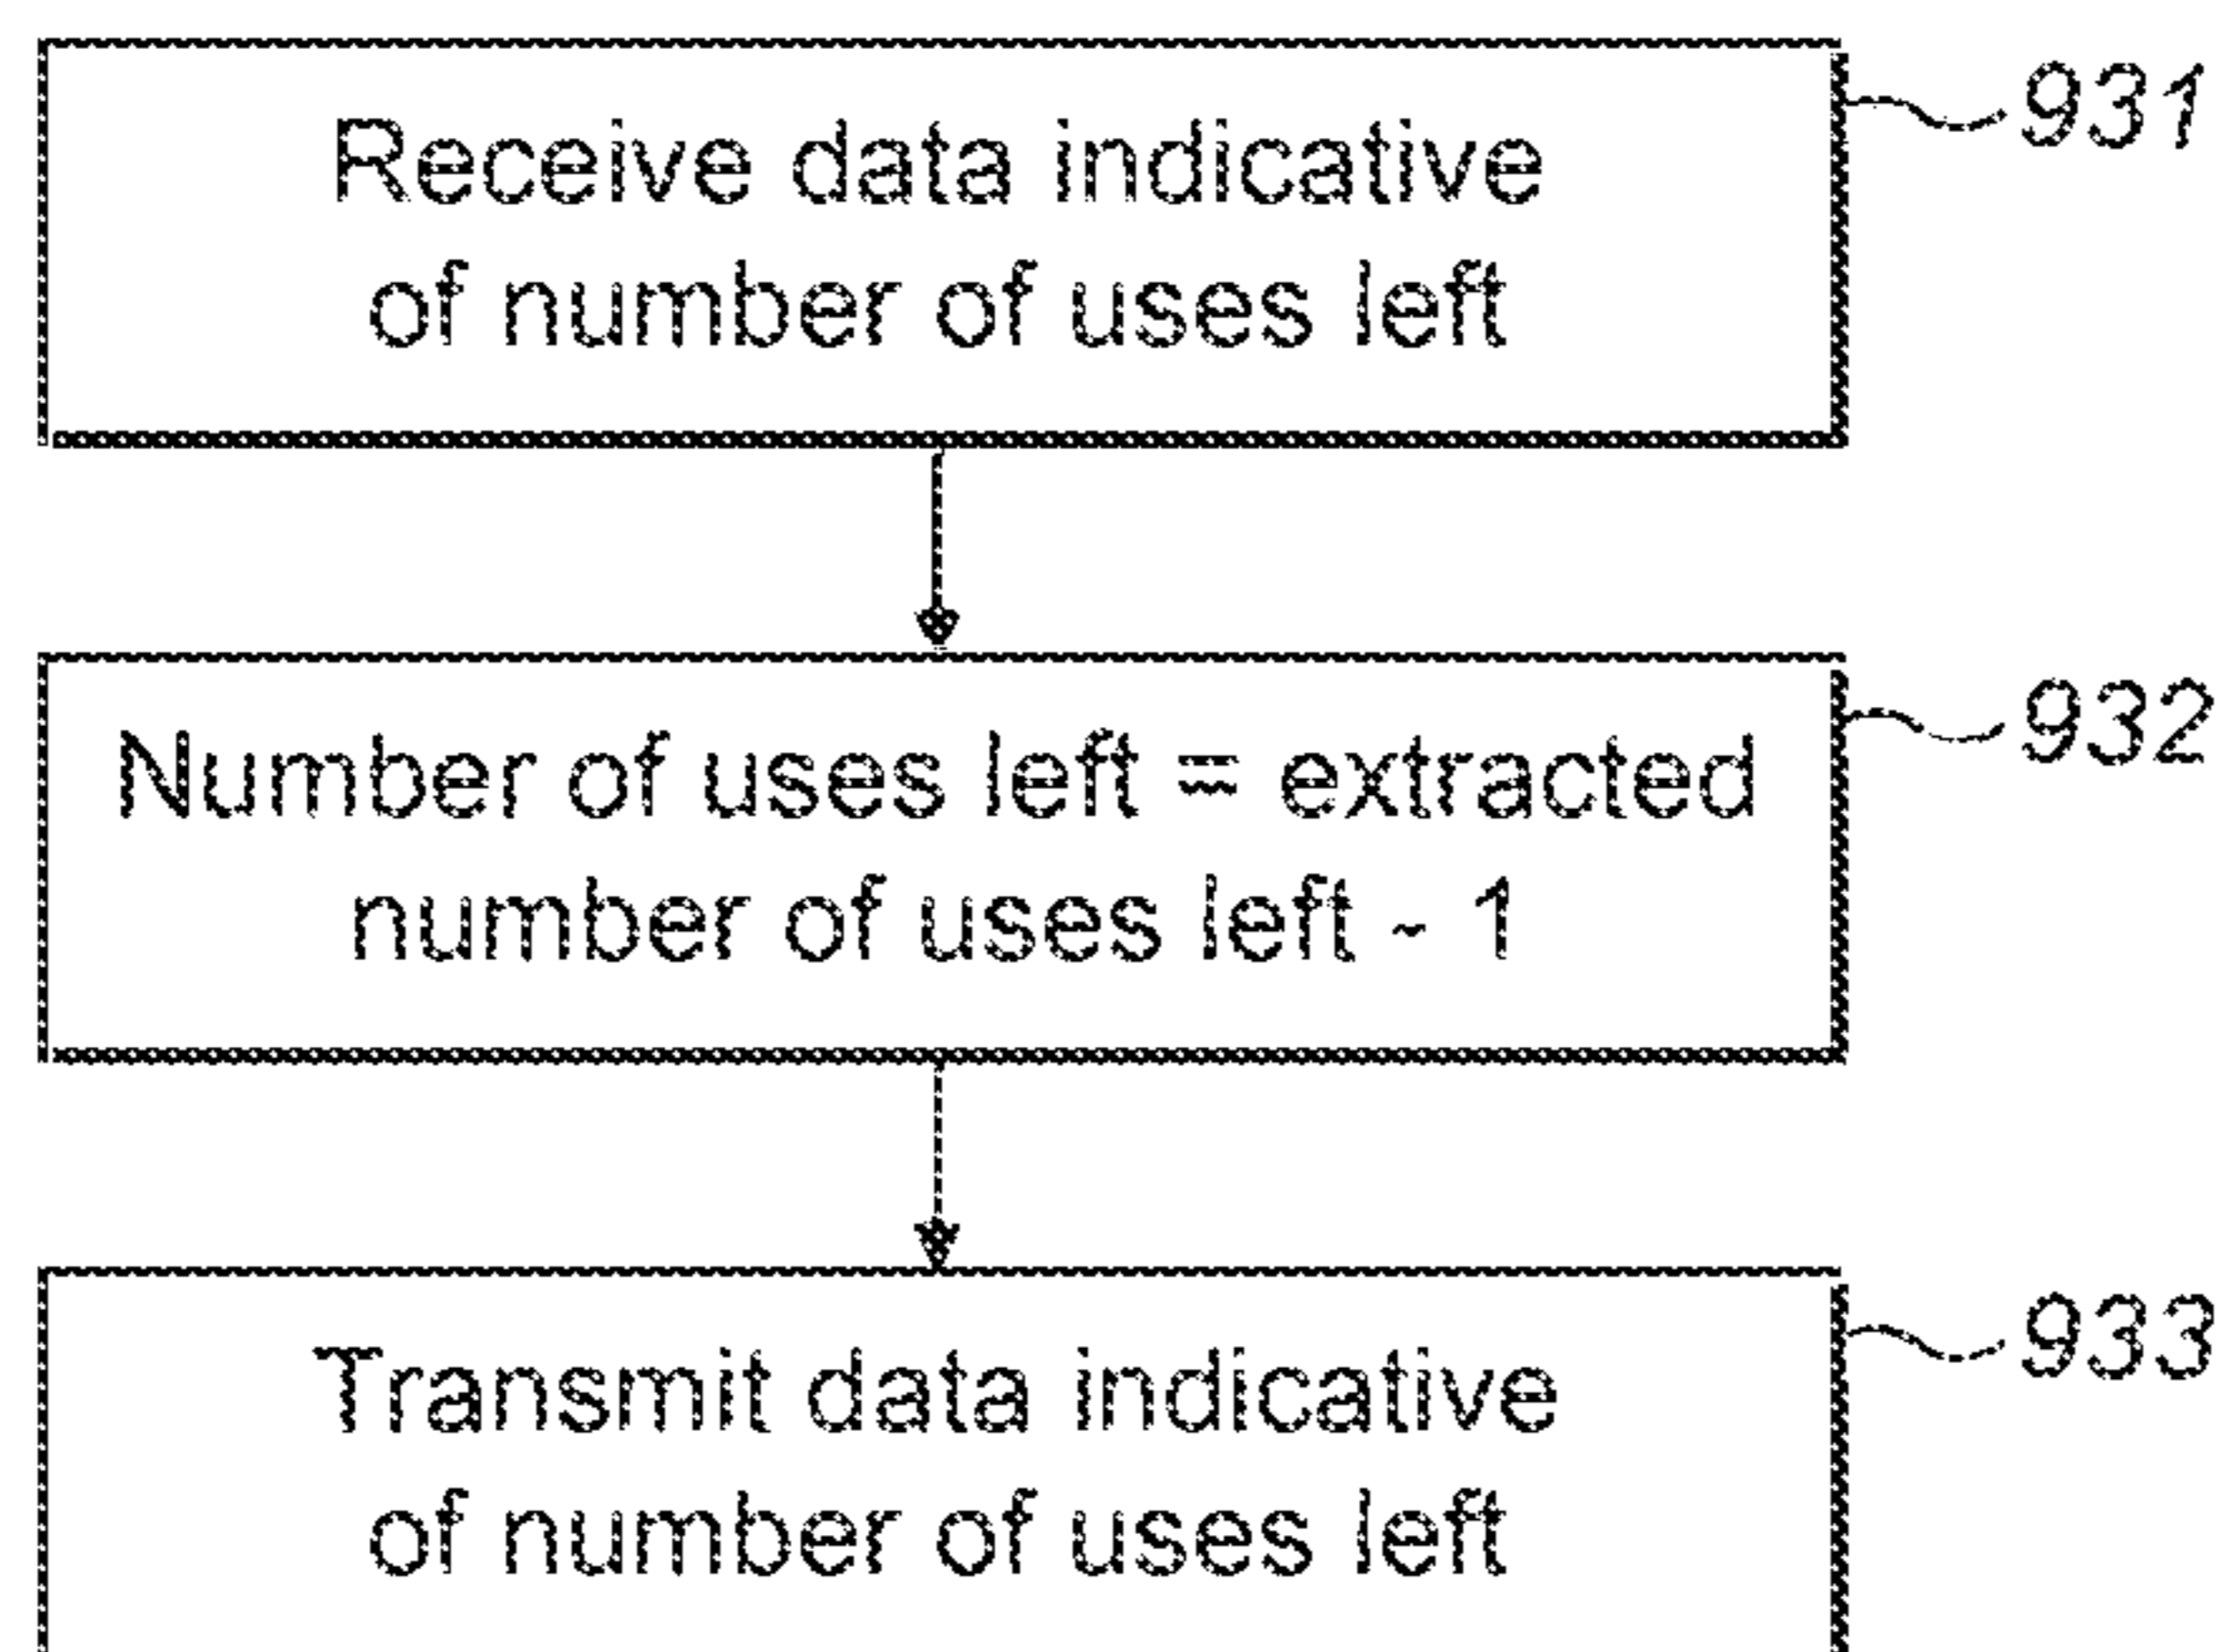 Receive data indicative
of number of uses left
931
Number of uses left = extracted
number of uses left - 1
932
Transmit data indicative
of number of uses left
933